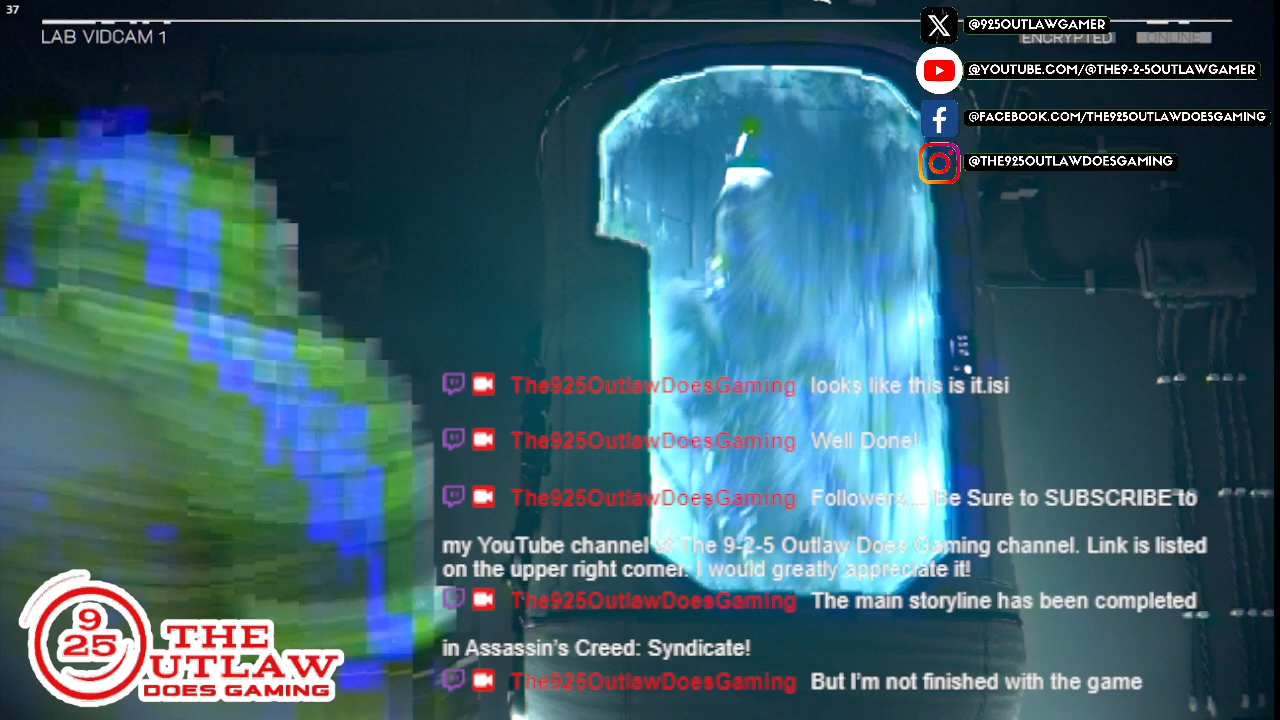 37
LAB VIDCAM 1
@925OUTLAWGAMER
ENCRYPTED
ONLINE
@YOUTUBE.COM/@THE9-2-5OUTLAWGAMER
@FACEBOOK.COM/THE925OUTLAWDOESGAMING
@THE925OUTLAWDOESGAMING
The925OutlawDoesGaming looks like this is it.isi
The925OutlawDoesGaming Well Done!
The925OutlawDoesGaming Followers.... Be Sure to SUBSCRIBE to
my YouTube channel @ The 9-2-5 Outlaw Does Gaming channel. Link is listed
on the upper right corner. I would greatly appreciate it!
The925OutlawDoesGaming The main storyline has been completed
in Assassin's Creed: Syndicate!
The925OutlawDoesGaming But I'm not finished with the game
9
25
THE
OUTLAW
DOES GAMING